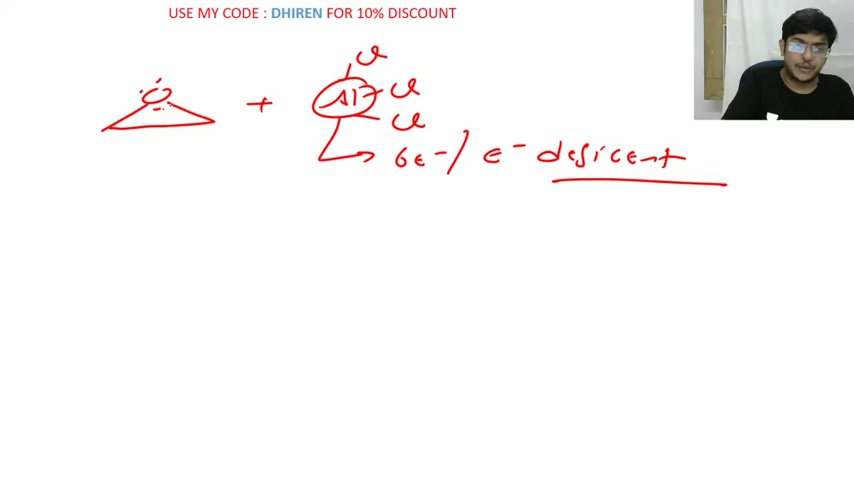 USE MY CODE : DHIREN FOR 10% DISCOUNT
Ö + Al Cl Cl Cl
6e- / e- deficient